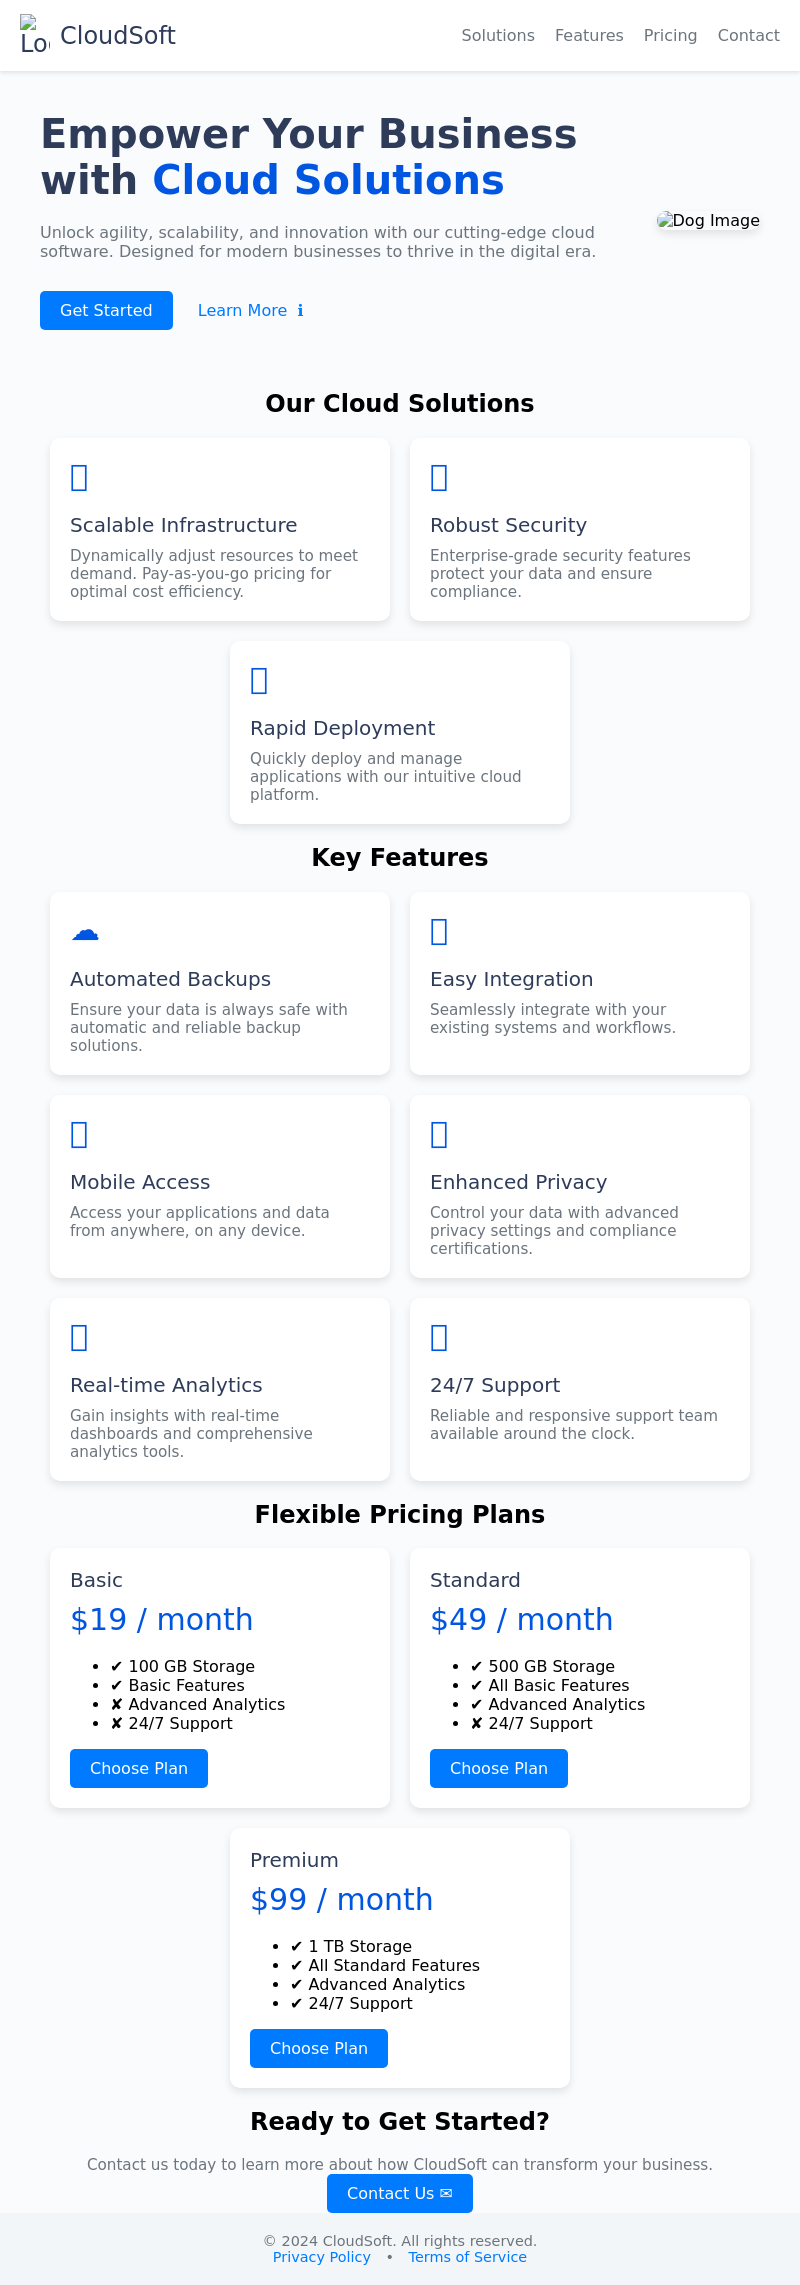 CloudSoft
Solutions Features Pricing Contact
Empower Your Business
with Cloud Solutions
Unlock agility, scalability, and innovation with our cutting-edge cloud
software. Designed for modern businesses to thrive in the digital era.
Dog Image
Get Started
Learn More ℹ
Our Cloud Solutions
Scalable Infrastructure
Dynamically adjust resources to meet
demand. Pay-as-you-go pricing for
optimal cost efficiency.
Robust Security
Enterprise-grade security features
protect your data and ensure
compliance.
Rapid Deployment
Quickly deploy and manage
applications with our intuitive cloud
platform.
Key Features
☁
Automated Backups
Ensure your data is always safe with
automatic and reliable backup
solutions.
Easy Integration
Seamlessly integrate with your
existing systems and workflows.
Mobile Access
Access your applications and data
from anywhere, on any device.
Enhanced Privacy
Control your data with advanced
privacy settings and compliance
certifications.
Real-time Analytics
Gain insights with real-time
dashboards and comprehensive
analytics tools.
24/7 Support
Reliable and responsive support team
available around the clock.
Flexible Pricing Plans
Basic
$19 / month
• ✔ 100 GB Storage
• ✔ Basic Features
• ✘ Advanced Analytics
• ✘ 24/7 Support
Choose Plan
Standard
$49 / month
• ✔ 500 GB Storage
• ✔ All Basic Features
• ✔ Advanced Analytics
• ✘ 24/7 Support
Choose Plan
Premium
$99 / month
• ✔ 1 TB Storage
• ✔ All Standard Features
• ✔ Advanced Analytics
• ✔ 24/7 Support
Choose Plan
Ready to Get Started?
Contact us today to learn more about how CloudSoft can transform your business.
Contact Us ✉
© 2024 CloudSoft. All rights reserved.
Privacy Policy • Terms of Service